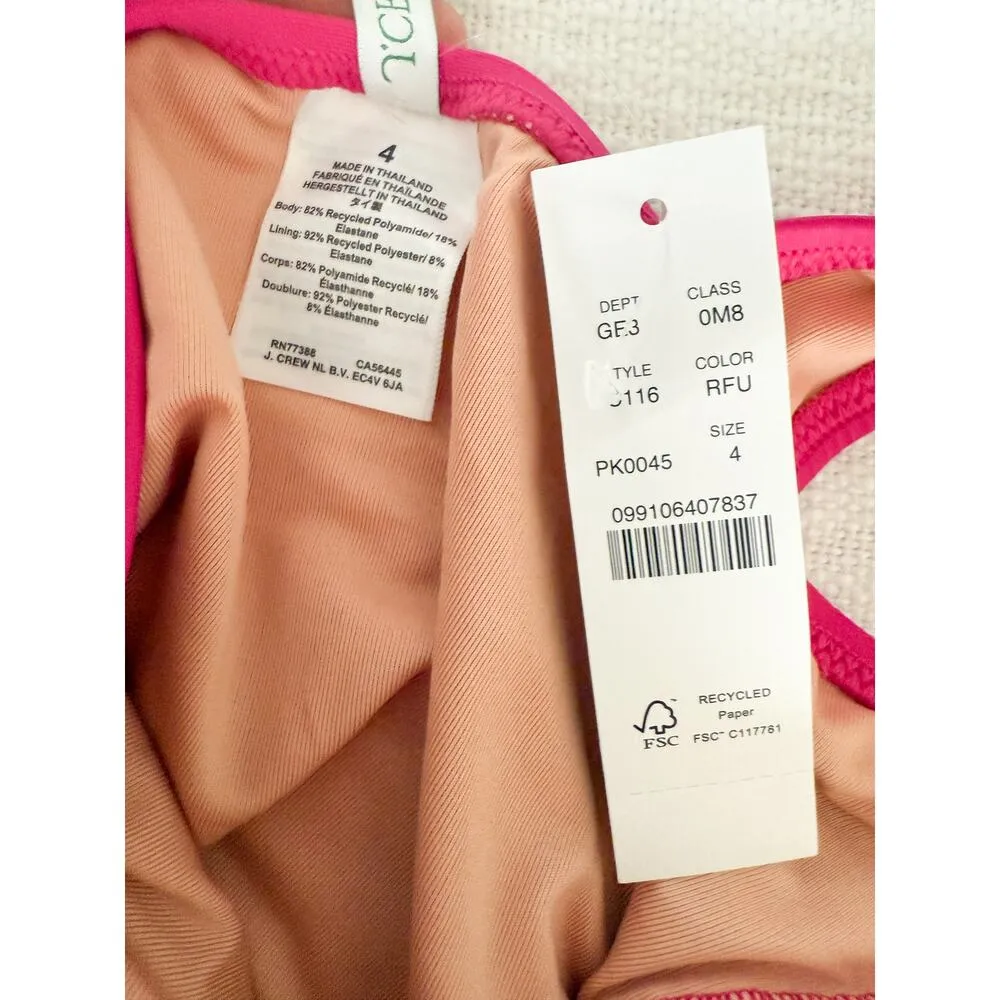 J.CR
4
MADE IN THAILAND
FABRIQUÉ EN THAÏLANDE
HERGESTELLT IN THAILAND
タイ製
Body: 82% Recycled Polyamide/ 18%
Elastane
Lining: 92% Recycled Polyester/ 8%
Elastane
Corps: 82% Polyamide Recyclé/ 18%
Élasthanne
Doublure: 92% Polyester Recyclé/
8% Élasthanne
RN77388 CA56445
J. CREW NL B.V. EC4V 6JA
DEPT CLASS
0M8
TYLE COLOR
116 RFU
SIZE
PK0045 4
099106407837
FSC
RECYCLED
Paper
FSC™ C117761